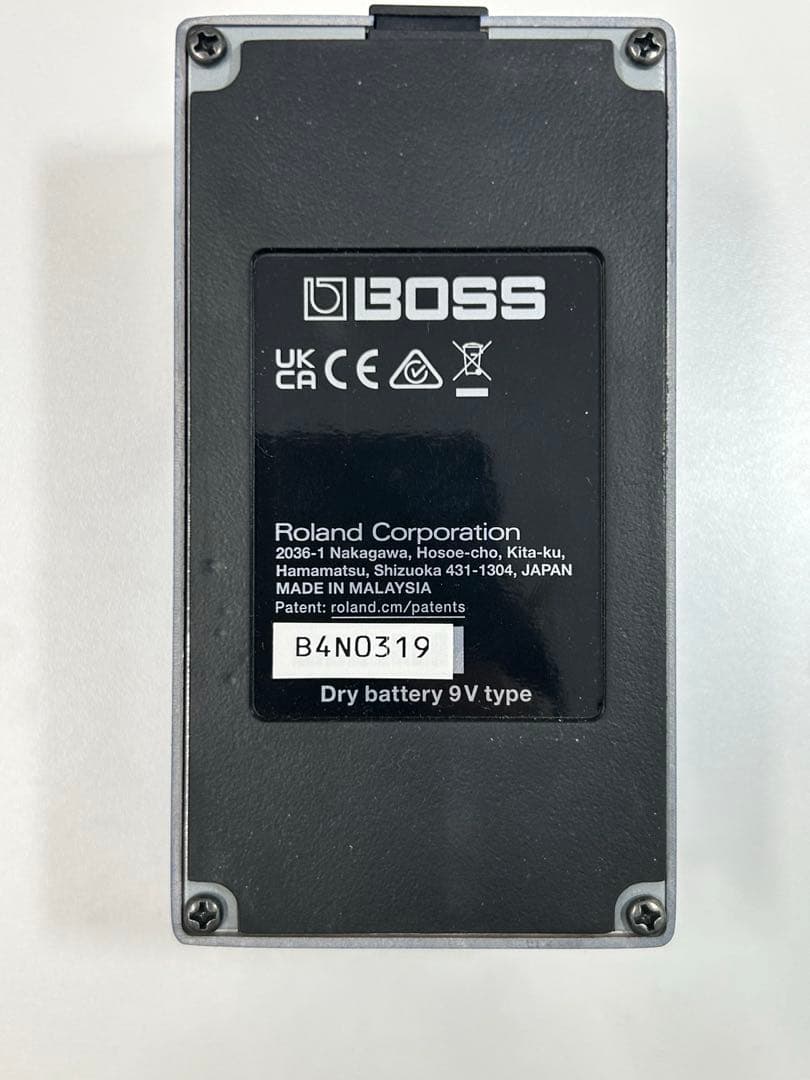 BOSS
UK
CA CE
Roland Corporation
2036-1 Nakagawa, Hosoe-cho, Kita-ku,
Hamamatsu, Shizuoka 431-1304, JAPAN
MADE IN MALAYSIA
Patent: roland.cm/patents
B4N0319
Dry battery 9V type